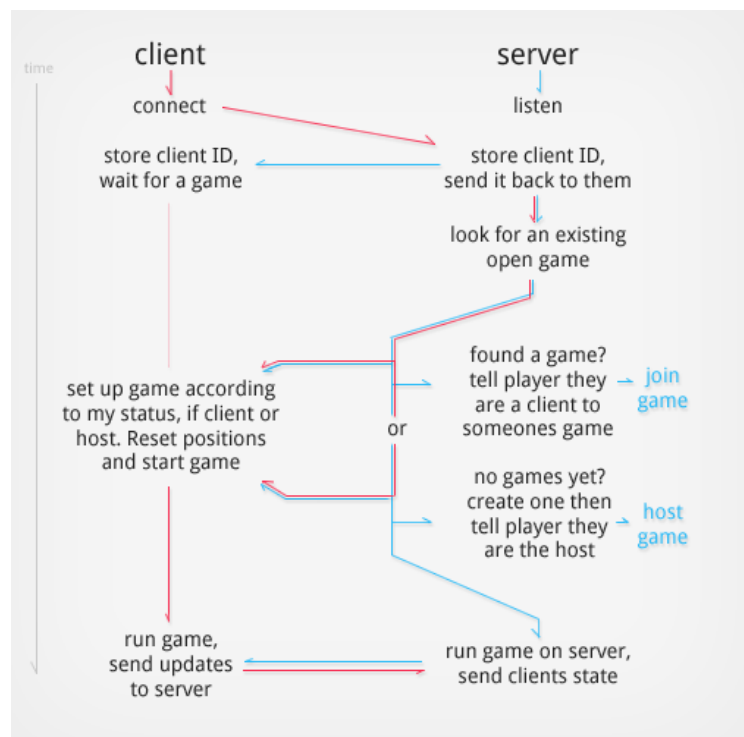 client
server
time
connect
listen
store client ID,
wait for a game
store client ID,
send it back to them
look for an existing
open game
found a game?
tell player they
are a client to
someones game
join
game
set up game according
to my status, if client or
host. Reset positions
and start game
or
no games yet?
create one then
tell player they
are the host
host
game
run game,
send updates
to server
run game on server,
send clients state